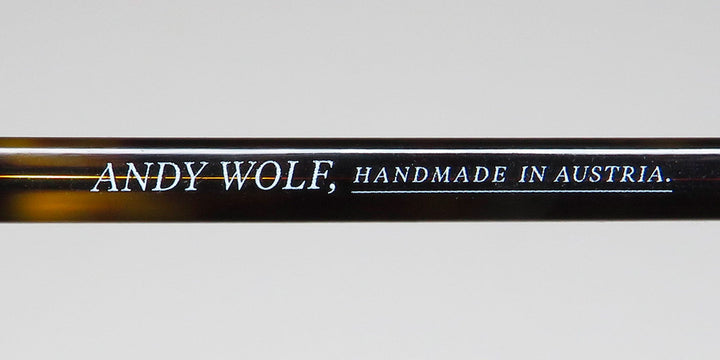 ANDY WOLF, HANDMADE IN AUSTRIA.